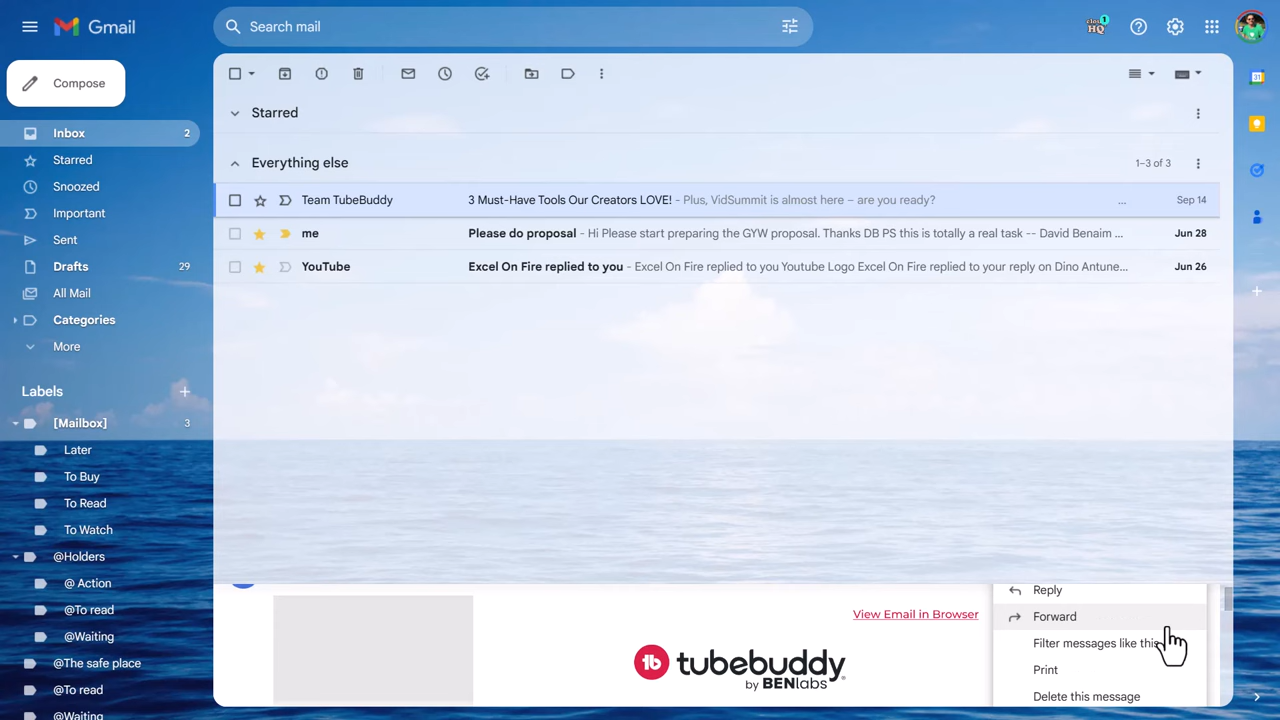 Gmail
Search mail
closHQ 1
Compose
Inbox 2
Starred
Snoozed
Important
Sent
Drafts 29
All Mail
Categories
More
Labels
[Mailbox] 3
Later
To Buy
To Read
To Watch
@Holders
@ Action
@To read
@Waiting
@The safe place
@To read
@Waiting
Starred
Everything else 1–3 of 3
Team TubeBuddy 3 Must-Have Tools Our Creators LOVE! - Plus, VidSummit is almost here – are you ready? ... Sep 14
me Please do proposal - Hi Please start preparing the GYW proposal. Thanks DB PS this is totally a real task -- David Benaim ... Jun 28
YouTube Excel On Fire replied to you - Excel On Fire replied to you Youtube Logo Excel On Fire replied to your reply on Dino Antune... Jun 26
View Email in Browser
tb tubebuddy
by BENlabs
Reply
Forward
Filter messages like this
Print
Delete this message
31